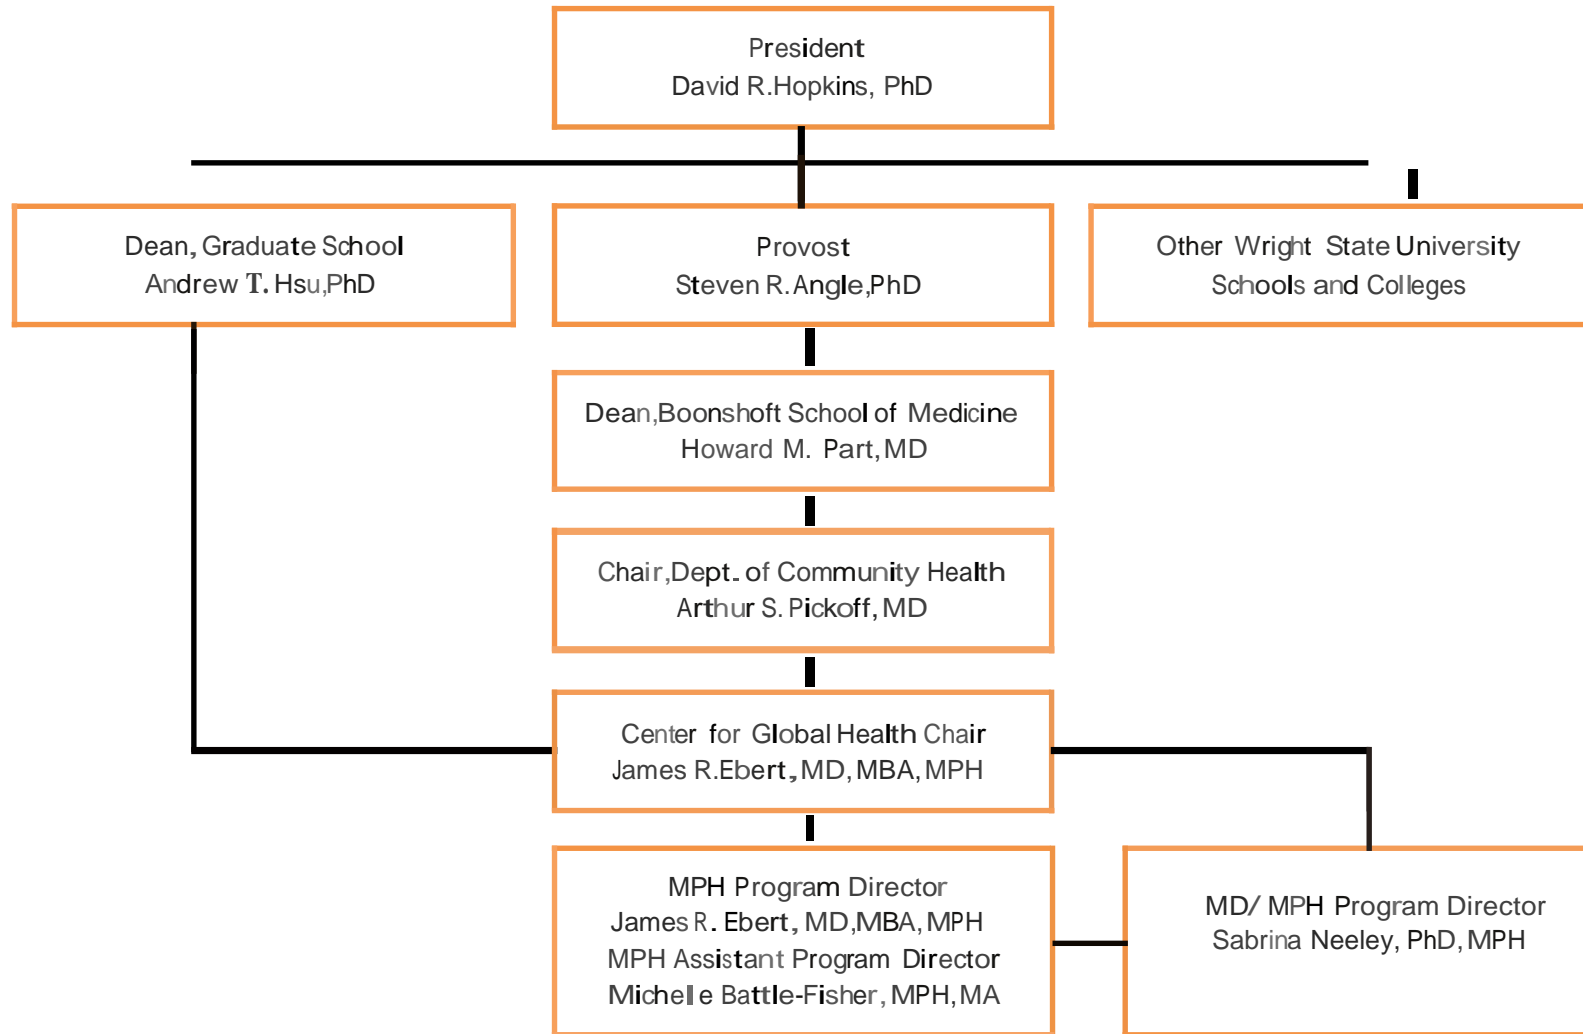 President
David R.Hopkins, PhD
Dean, Graduate School
Andrew T. Hsu,PhD
Provost
Steven R.Angle,PhD
Other Wright State University
Schools and Colleges
Dean,Boonshoft School of Medicine
Howard M. Part,MD
Chair,Dept. of Community Health
Arthur S. Pickoff, MD
Center for Global Health Chair
James R.Ebert, MD, MBA, MPH
MPH Program Director
James R. Ebert, MD,MBA, MPH
MPH Assistant Program Director
Michelle Battle-Fisher, MPH, MA
MD/ MPH Program Director
Sabrina Neeley, PhD, MPH